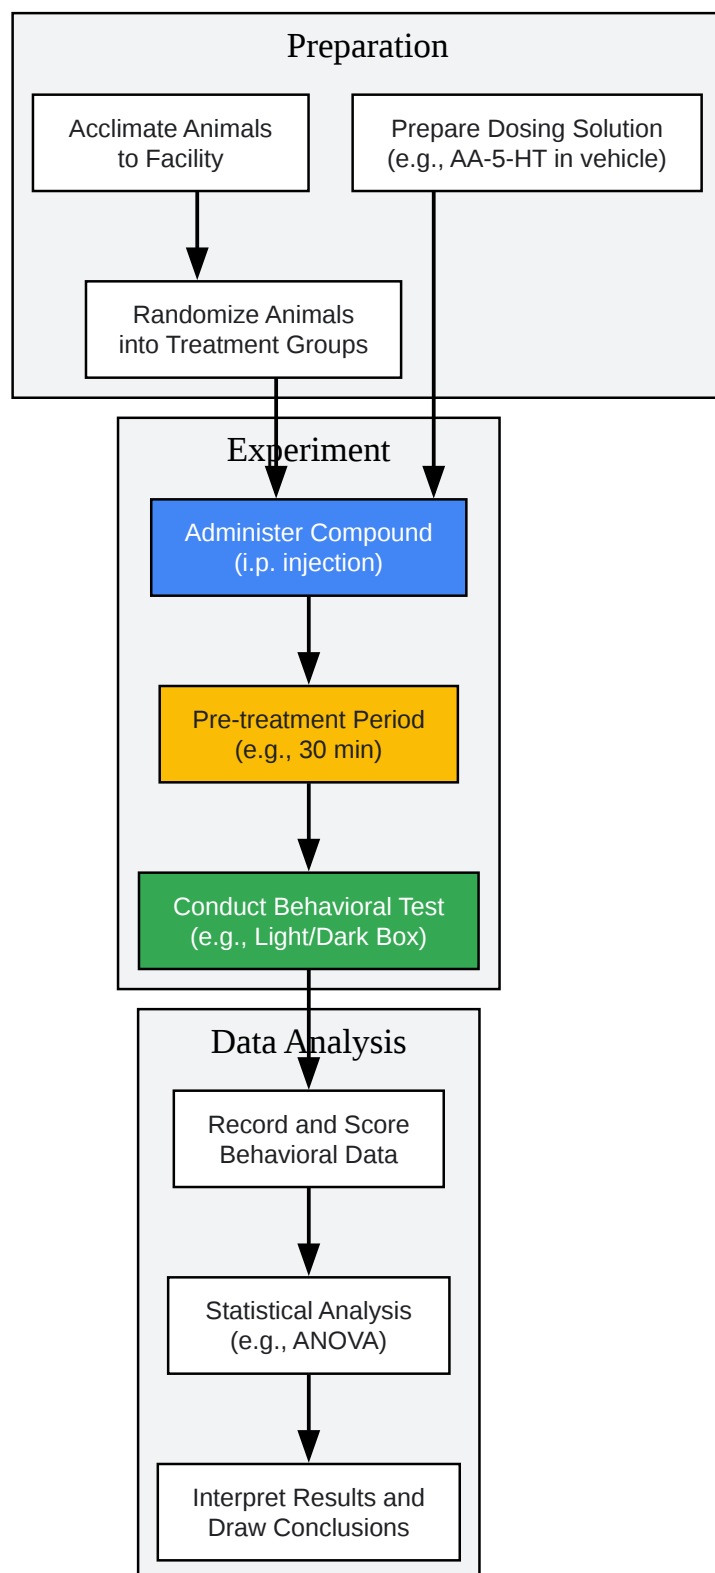 Preparation
Acclimate Animals
to Facility
Prepare Dosing Solution
(e.g., AA-5-HT in vehicle)
Randomize Animals
into Treatment Groups
Experiment
Administer Compound
(i.p. injection)
Pre-treatment Period
(e.g., 30 min)
Conduct Behavioral Test
(e.g., Light/Dark Box)
Data Analysis
Record and Score
Behavioral Data
Statistical Analysis
(e.g., ANOVA)
Interpret Results and
Draw Conclusions